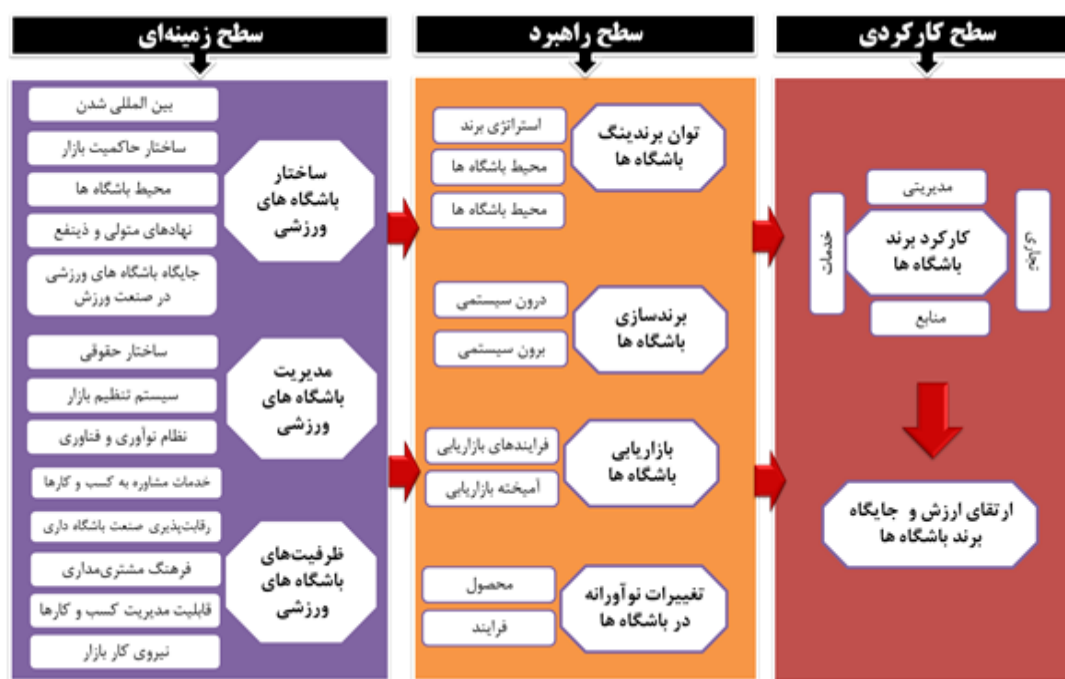 سطح زمینه‌ای
بین المللی شدن
ساختار حاکمیت بازار
محیط باشگاه ها
نهادهای متولی و ذینفع
جایگاه باشگاه های ورزشی
در صنعت ورزش
ساختار
باشگاه های
ورزشی
ساختار حقوقی
سیستم تنظیم بازار
نظام نوآوری و فناوری
مدیریت
باشگاه های
ورزشی
خدمات مشاوره به کسب و کارها
رقابت‌پذیری صنعت باشگاه داری
فرهنگ مشتری‌مداری
قابلیت مدیریت کسب و کارها
نیروی کار بازار
ظرفیت‌های
باشگاه های
ورزشی
سطح راهبرد
توان برندینگ
باشگاه ها
استراتژی برند
محیط باشگاه ها
محیط باشگاه ها
برندسازی
باشگاه ها
درون سیستمی
برون سیستمی
بازاریابی
باشگاه ها
فرایندهای بازاریابی
آمیخته بازاریابی
تغییرات نوآورانه
در باشگاه ها
محصول
فرایند
سطح کارکردی
مدیریتی
تجاری
کارکرد برند
باشگاه ها
خدمات
منابع
ارتقای ارزش و جایگاه
برند باشگاه ها